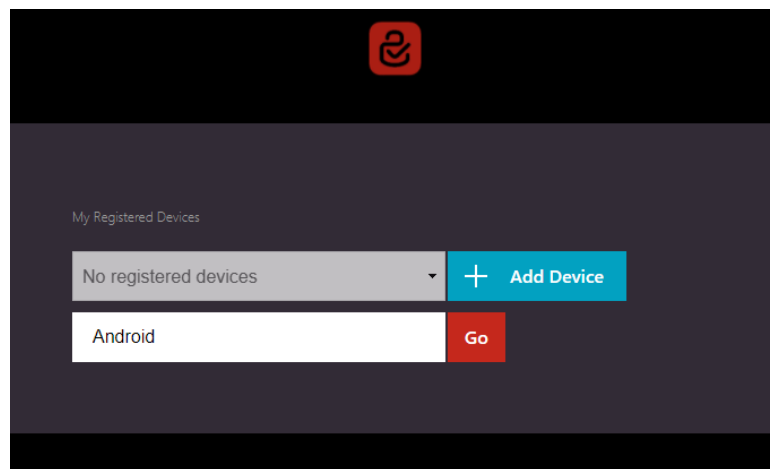 My Registered Devices
No registered devices
Add Device
Android
Go